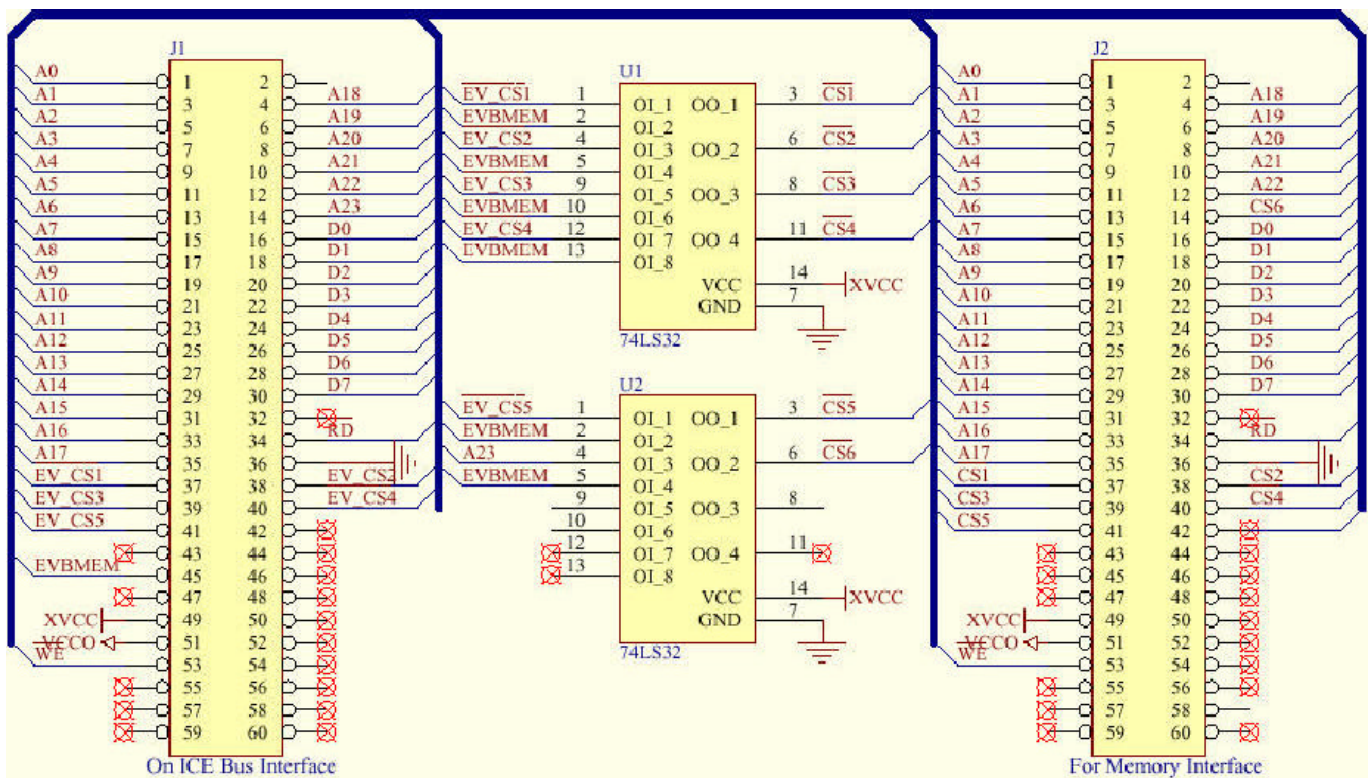 J1
A0 1 2
A1 3 4 A18
A2 5 6 A19
A3 7 8 A20
A4 9 10 A21
A5 11 12 A22
A6 13 14 A23
A7 15 16 D0
A8 17 18 D1
A9 19 20 D2
A10 21 22 D3
A11 23 24 D4
A12 25 26 D5
A13 27 28 D6
A14 29 30 D7
A15 31 32
A16 33 34 RD
A17 35 36
EV_CS1 37 38 EV_CS2
EV_CS3 39 40 EV_CS4
EV_CS5 41 42
43 44
EVBMEM 45 46
47 48
XVCC 49 50
VCCO 51 52
WE 53 54
55 56
57 58
59 60
On ICE Bus Interface
U1
EV_CS1 1 OI_1 OO_1 3 CS1
EVBMEM 2 OI_2
EV_CS2 4 OI_3 OO_2 6 CS2
EVBMEM 5 OI_4
EV_CS3 9 OI_5 OO_3 8 CS3
EVBMEM 10 OI_6
EV_CS4 12 OI_7 OO_4 11 CS4
EVBMEM 13 OI_8
VCC 14 XVCC
GND 7
74LS32
U2
EV_CS5 1 OI_1 OO_1 3 CS5
EVBMEM 2 OI_2
A23 4 OI_3 OO_2 6 CS6
EVBMEM 5 OI_4
9 OI_5 OO_3 8
10 OI_6
12 OI_7 OO_4 11
13 OI_8
VCC 14 XVCC
GND 7
74LS32
J2
A0 1 2
A1 3 4 A18
A2 5 6 A19
A3 7 8 A20
A4 9 10 A21
A5 11 12 A22
A6 13 14 CS6
A7 15 16 D0
A8 17 18 D1
A9 19 20 D2
A10 21 22 D3
A11 23 24 D4
A12 25 26 D5
A13 27 28 D6
A14 29 30 D7
A15 31 32
A16 33 34 RD
A17 35 36
CS1 37 38 CS2
CS3 39 40 CS4
CS5 41 42
43 44
45 46
47 48
XVCC 49 50
VCCO 51 52
WE 53 54
55 56
57 58
59 60
For Memory Interface